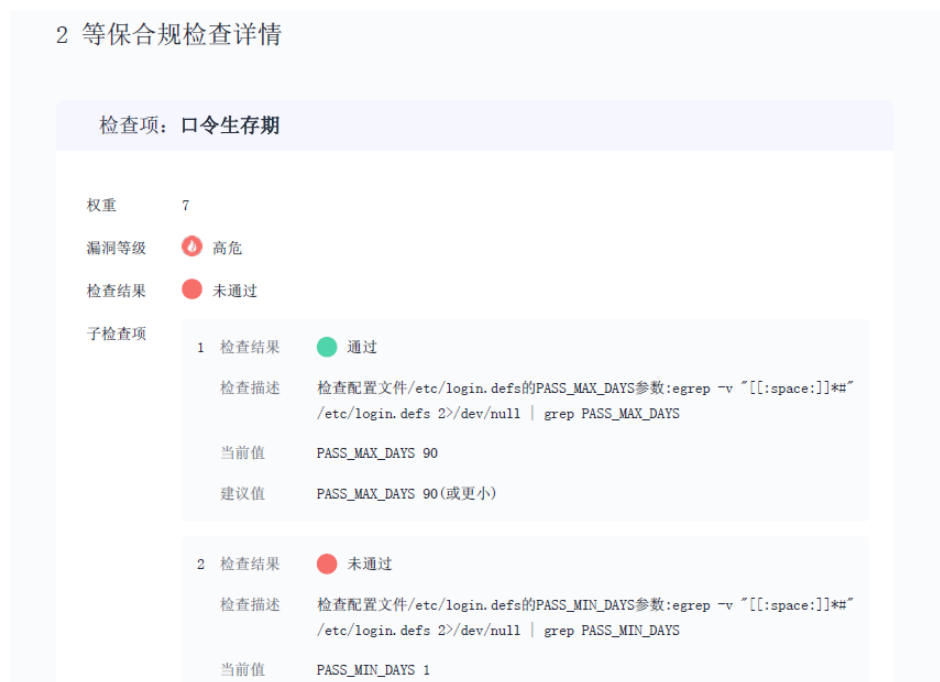 2 等保合规检查详情
检查项: 口令生存期
权重 7
漏洞等级 高危
检查结果 未通过
子检查项
1 检查结果 通过
检查描述 检查配置文件/etc/login.defs的PASS_MAX_DAYS参数:egrep -v "[[:space:]]*#"
/etc/login.defs 2>/dev/null | grep PASS_MAX_DAYS
当前值 PASS_MAX_DAYS 90
建议值 PASS_MAX_DAYS 90(或更小)
2 检查结果 未通过
检查描述 检查配置文件/etc/login.defs的PASS_MIN_DAYS参数:egrep -v "[[:space:]]*#"
/etc/login.defs 2>/dev/null | grep PASS_MIN_DAYS
当前值 PASS_MIN_DAYS 1